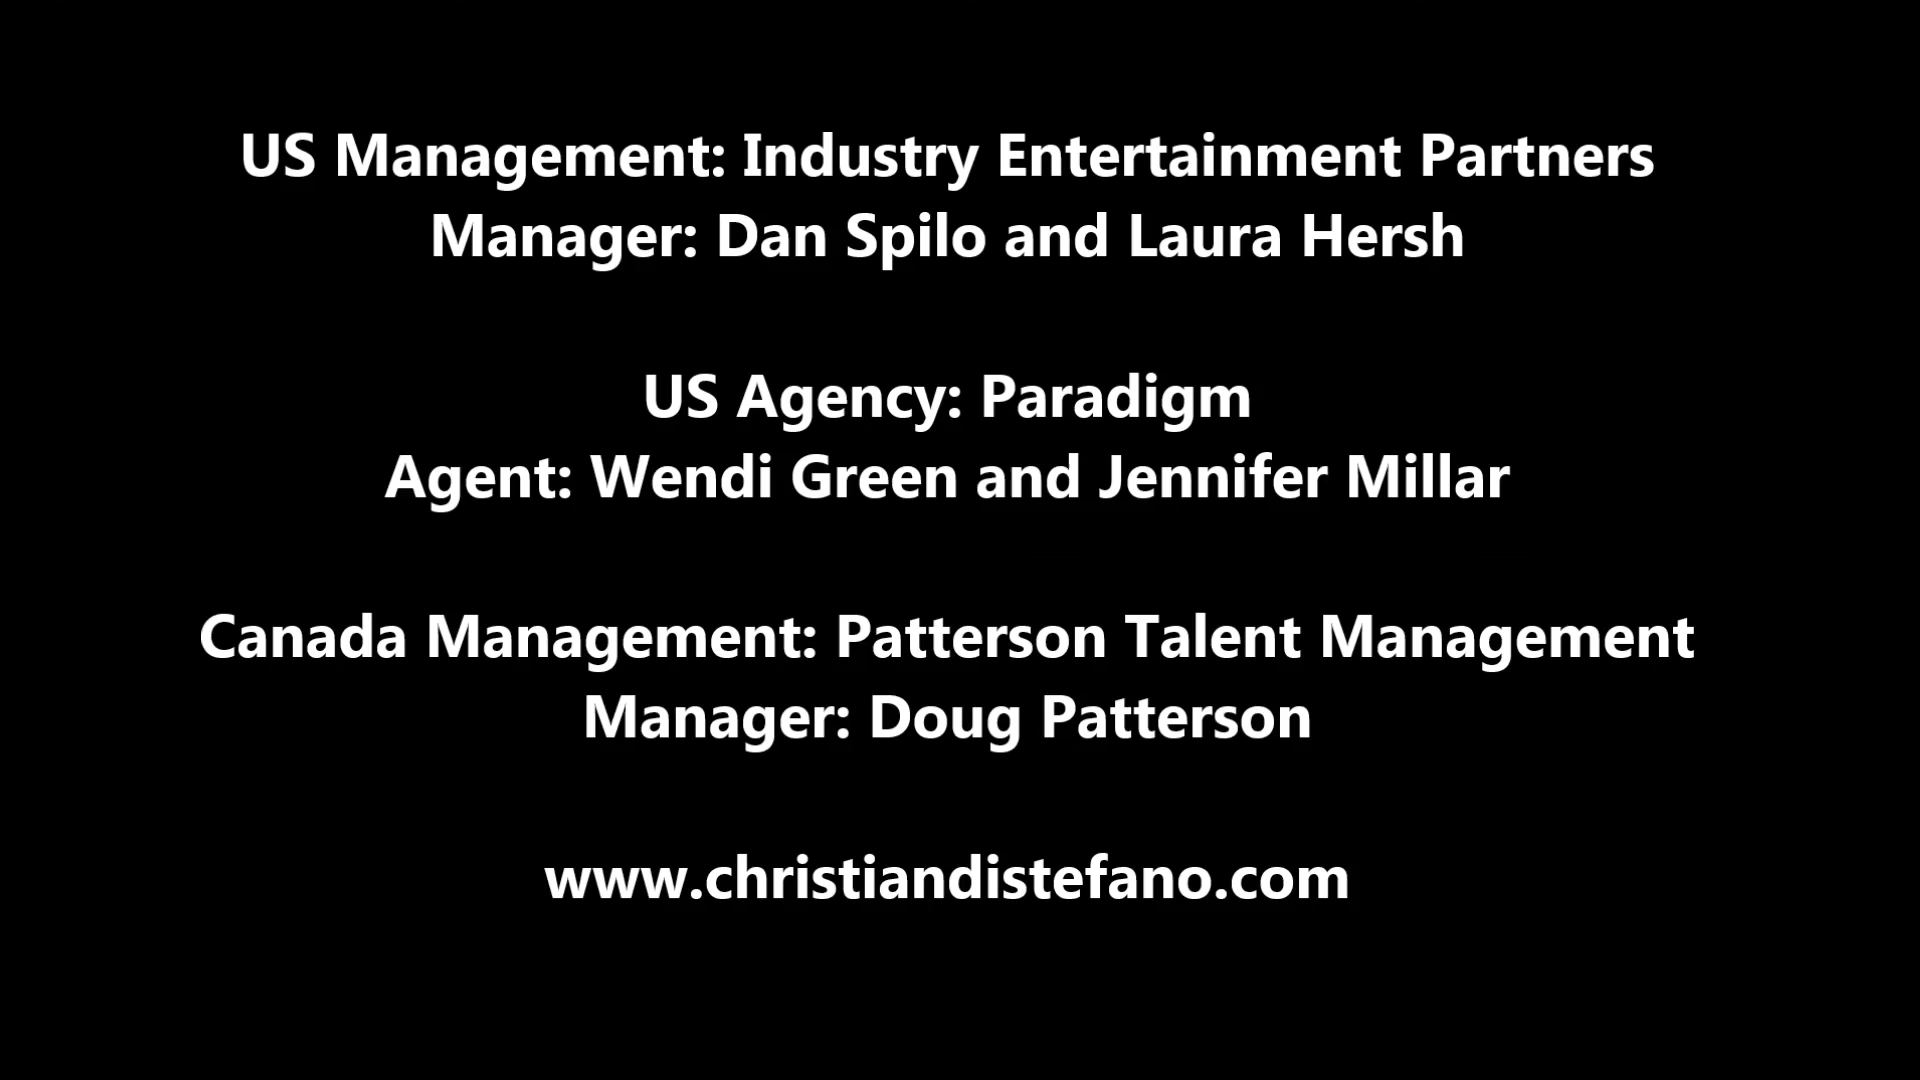 US Management: Industry Entertainment Partners
Manager: Dan Spilo and Laura Hersh
US Agency: Paradigm
Agent: Wendi Green and Jennifer Millar
Canada Management: Patterson Talent Management
Manager: Doug Patterson
www.christiandistefano.com